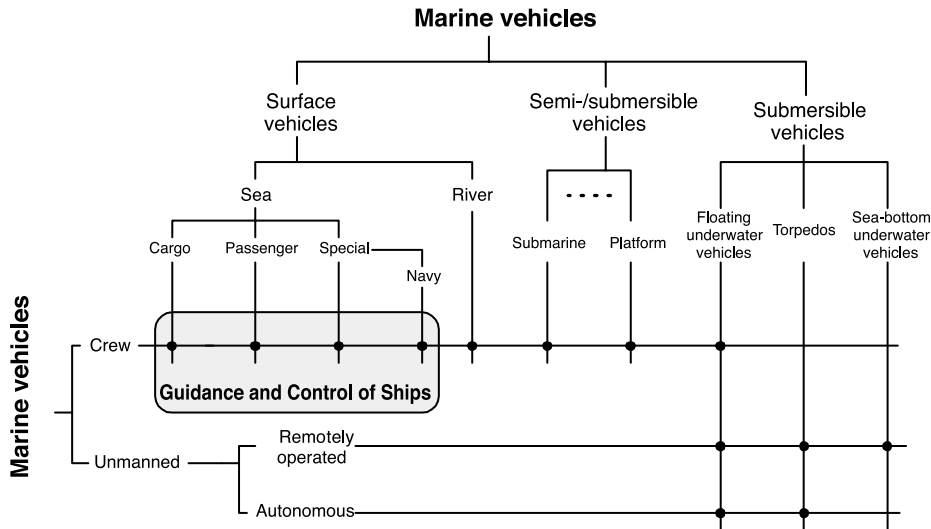 Marine vehicles
Surface
vehicles
Semi-/submersible
vehicles
Submersible
vehicles
Sea
River
Cargo
Passenger
Special
Navy
Submarine
Platform
Floating
underwater
vehicles
Torpedos
Sea-bottom
underwater
vehicles
Marine vehicles
Crew
Guidance and Control of Ships
Unmanned
Remotely
operated
Autonomous